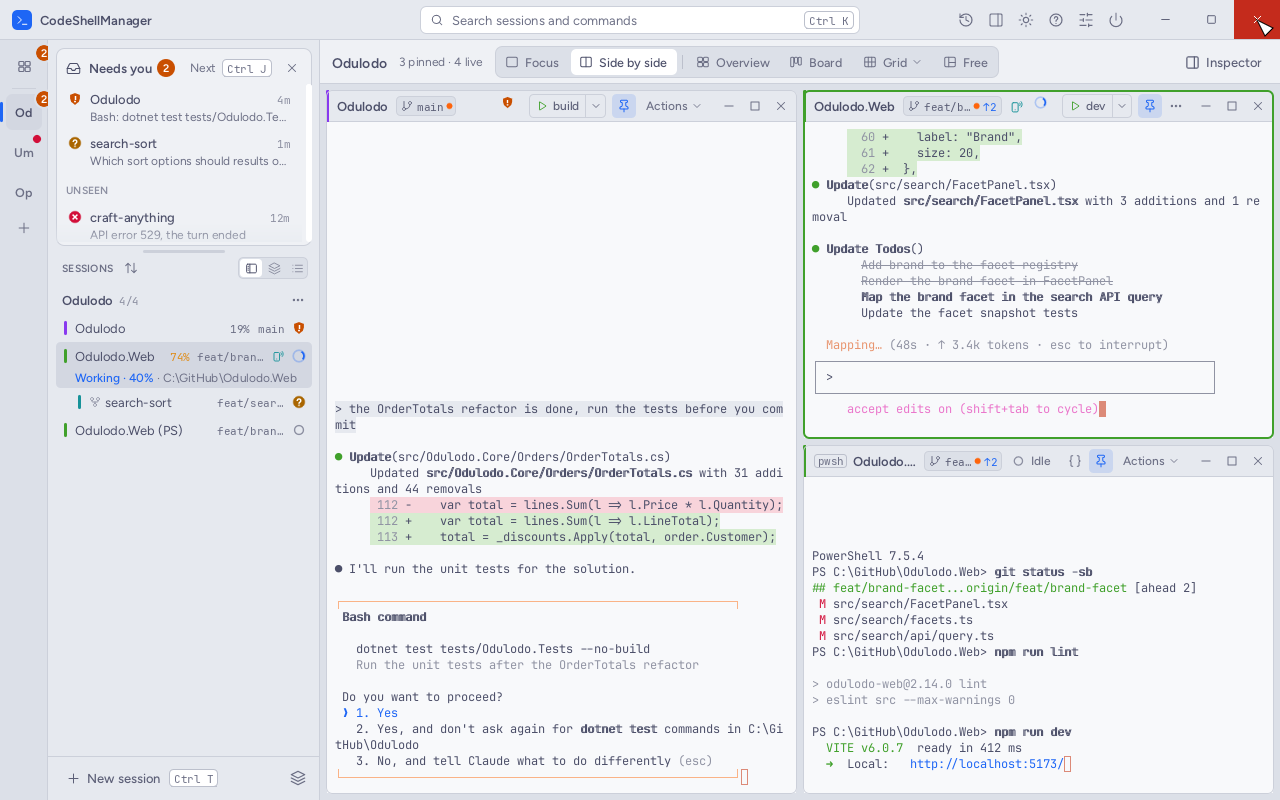 CodeShellManager
Search sessions and commands
Ctrl K
2
Needs you 2 Next Ctrl J
Odulodo 4m
Bash: dotnet test tests/Odulodo.Te…
search-sort 1m
Which sort options should results o…
UNSEEN
craft-anything 12m
API error 529, the turn ended
2
Od
Um
Op
SESSIONS
Odulodo 4/4
Odulodo 19% main
Odulodo.Web 74% feat/bran…
Working · 40% · C:\GitHub\Odulodo.Web
search-sort feat/sear…
Odulodo.Web (PS) feat/bran…
New session Ctrl T
Odulodo 3 pinned · 4 live
Focus Side by side Overview Board Grid Free
Inspector
Odulodo main build Actions
> the OrderTotals refactor is done, run the tests before you com
mit
Update(src/Odulodo.Core/Orders/OrderTotals.cs)
Updated src/Odulodo.Core/Orders/OrderTotals.cs with 31 addi
tions and 44 removals
112 - var total = lines.Sum(l => l.Price * l.Quantity);
112 + var total = lines.Sum(l => l.LineTotal);
113 + total = _discounts.Apply(total, order.Customer);
I'll run the unit tests for the solution.
Bash command
dotnet test tests/Odulodo.Tests --no-build
Run the unit tests after the OrderTotals refactor
Do you want to proceed?
❯ 1. Yes
2. Yes, and don't ask again for dotnet test commands in C:\Gi
tHub\Odulodo
3. No, and tell Claude what to do differently (esc)
Odulodo.Web feat/b… ↑2 dev
60 + label: "Brand",
61 + size: 20,
62 + },
Update(src/search/FacetPanel.tsx)
Updated src/search/FacetPanel.tsx with 3 additions and 1 re
moval
Update Todos()
Add brand to the facet registry
Render the brand facet in FacetPanel
Map the brand facet in the search API query
Update the facet snapshot tests
Mapping… (48s · ↑ 3.4k tokens · esc to interrupt)
>
accept edits on (shift+tab to cycle)
pwsh Odulodo.… fea… ↑2 Idle {} Actions
PowerShell 7.5.4
PS C:\GitHub\Odulodo.Web> git status -sb
## feat/brand-facet...origin/feat/brand-facet [ahead 2]
M src/search/FacetPanel.tsx
M src/search/facets.ts
M src/search/api/query.ts
PS C:\GitHub\Odulodo.Web> npm run lint
> odulodo-web@2.14.0 lint
> eslint src --max-warnings 0
PS C:\GitHub\Odulodo.Web> npm run dev
VITE v6.0.7 ready in 412 ms
➜ Local: http://localhost:5173/